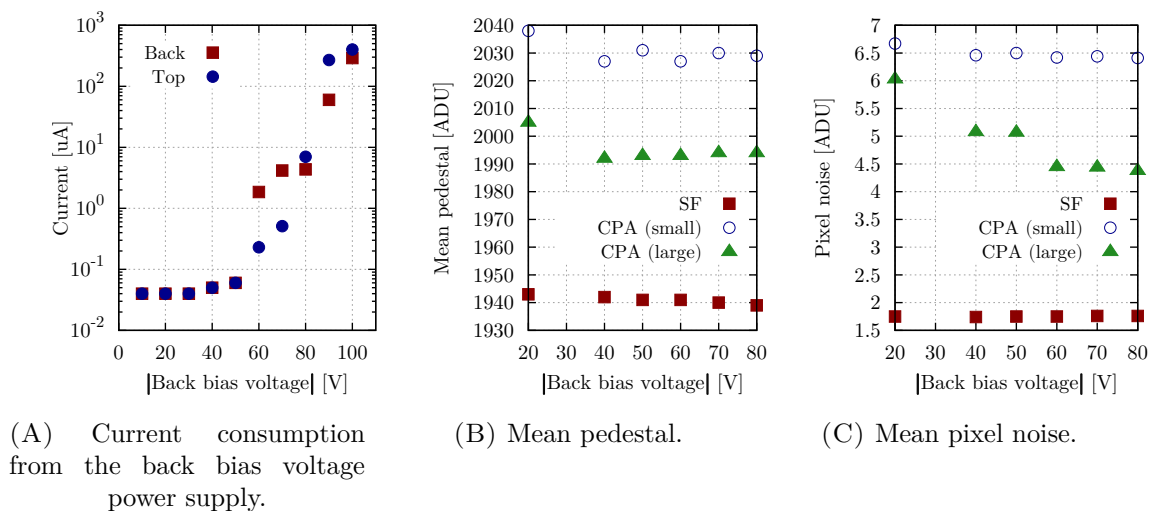 10³
10²
10¹
10⁰
10⁻¹
10⁻²
Current [uA]
Back
Top
0 20 40 60 80 100
|Back bias voltage| [V]
(A) Current consumption
from the back bias voltage
power supply.
2040
2030
2020
2010
2000
1990
1980
1970
1960
1950
1940
1930
Mean pedestal [ADU]
SF
CPA (small)
CPA (large)
20 30 40 50 60 70 80
|Back bias voltage| [V]
(B) Mean pedestal.
7
6.5
6
5.5
5
4.5
4
3.5
3
2.5
2
1.5
Pixel noise [ADU]
SF
CPA (small)
CPA (large)
20 30 40 50 60 70 80
|Back bias voltage| [V]
(C) Mean pixel noise.